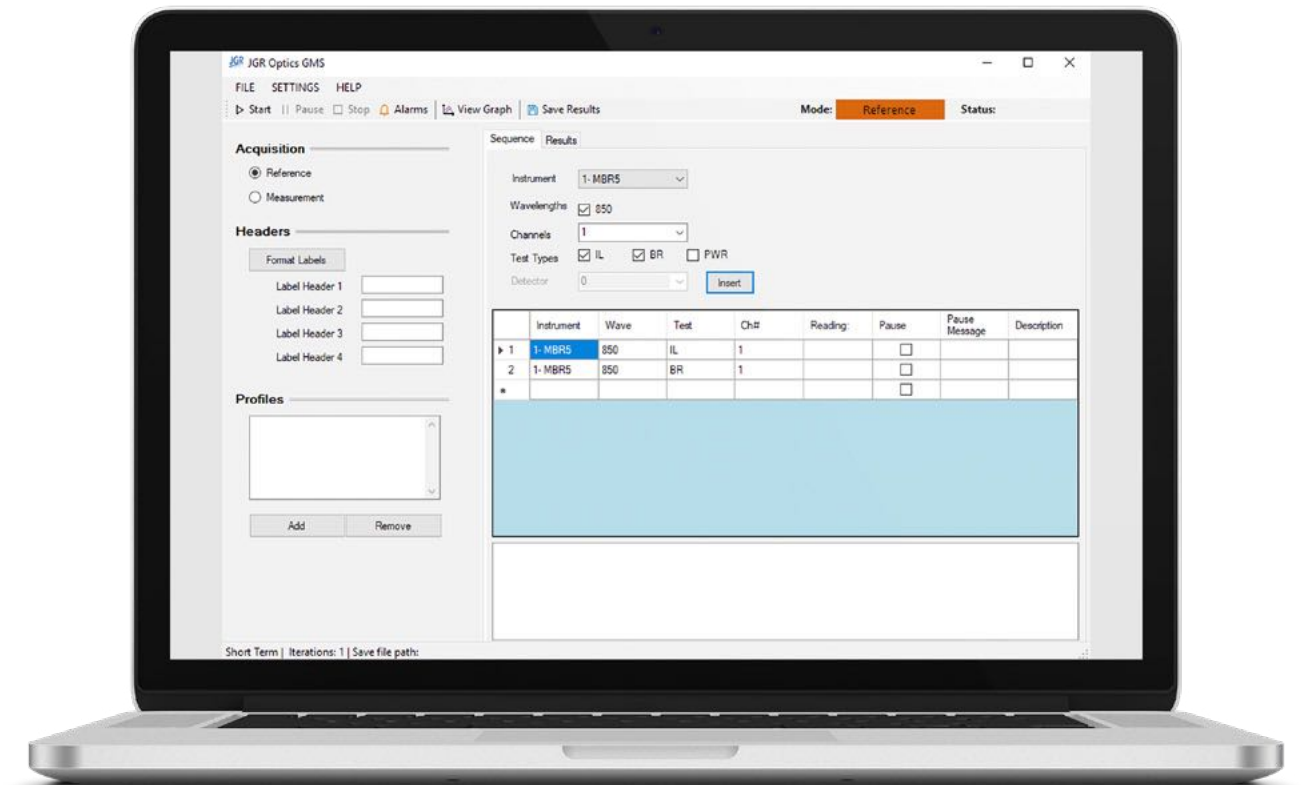 JGR JGR Optics GMS
FILE SETTINGS HELP
Start Pause Stop Alarms View Graph Save Results Mode: Reference Status:
Acquisition
Reference
Measurement
Headers
Format Labels
Label Header 1
Label Header 2
Label Header 3
Label Header 4
Profiles
Add Remove
Sequence Results
Instrument 1- MBR5
Wavelengths 850
Channels 1
Test Types IL BR PWR
Detector 0 Insert
Instrument Wave Test Ch# Reading: Pause Pause Message Description
1 1- MBR5 850 IL 1
2 1- MBR5 850 BR 1
Short Term | Iterations: 1 | Save file path: